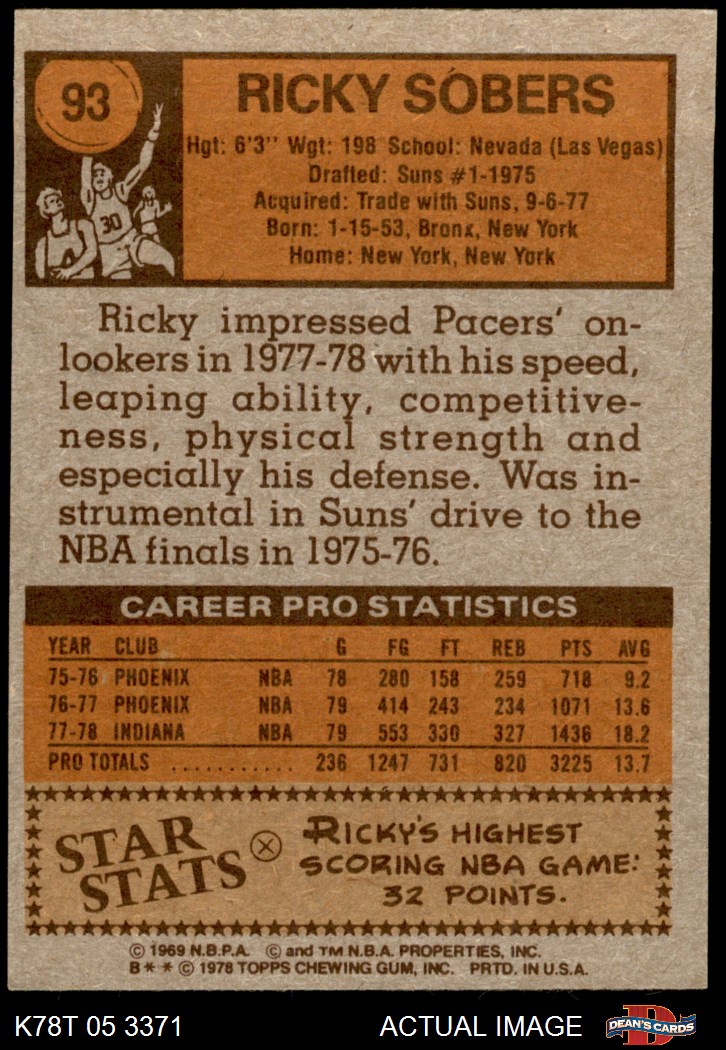 93
30
RICKY SOBERS
Hgt: 6'3" Wgt: 198 School: Nevada (Las Vegas)
Drafted: Suns #1-1975
Acquired: Trade with Suns, 9-6-77
Born: 1-15-53, Bronx, New York
Home: New York, New York
Ricky impressed Pacers' on-
lookers in 1977-78 with his speed,
leaping ability, competitive-
ness, physical strength and
especially his defense. Was in-
strumental in Suns' drive to the
NBA finals in 1975-76.
CAREER PRO STATISTICS
YEAR CLUB G FG FT REB PTS AVG
75-76 PHOENIX NBA 78 280 158 259 718 9.2
76-77 PHOENIX NBA 79 414 243 234 1071 13.6
77-78 INDIANA NBA 79 553 330 327 1436 18.2
PRO TOTALS ........... 236 1247 731 820 3225 13.7
STAR
STATS
RICKY'S HIGHEST
SCORING NBA GAME:
32 POINTS.
© 1969 N.B.P.A. © and TM N.B.A. PROPERTIES, INC.
B * * © 1978 TOPPS CHEWING GUM, INC. PRTD. IN U.S.A.
K78T 05 3371 ACTUAL IMAGE D DEAN'S CARDS